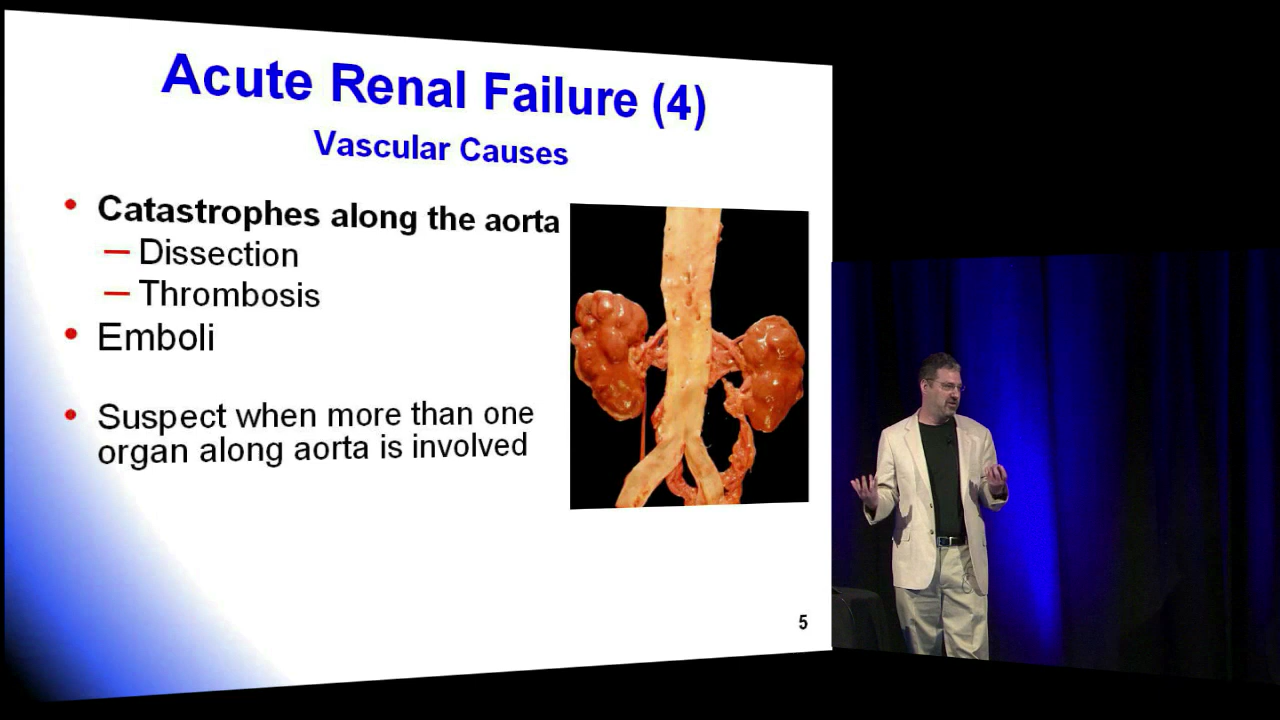 Acute Renal Failure (4)
Vascular Causes
• Catastrophes along the aorta
— Dissection
— Thrombosis
• Emboli
• Suspect when more than one
organ along aorta is involved
5